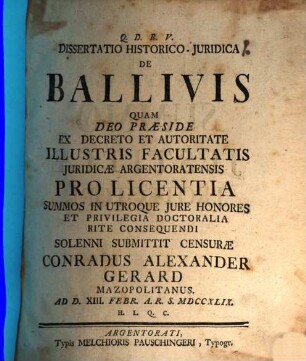 Q. D. B. V.
DISSERTATIO HISTORICO-JURIDICA
DE
BALLIVIS
QUAM
DEO PRÆSIDE
EX DECRETO ET AUTORITATE
ILLUSTRIS FACULTATIS
JURIDICÆ ARGENTORATENSIS
PRO LICENTIA
SUMMOS IN UTROQUE JURE HONORES
ET PRIVILEGIA DOCTORALIA
RITE CONSEQUENDI
SOLENNI SUBMITTIT CENSURÆ
CONRADUS ALEXANDER
GERARD
MAZOPOLITANUS.
AD D. XIII. FEBR. A. R. S. MDCCXLIX.
H. L. Q. C.
ARGENTORATI,
Typis MELCHIORIS PAUSCHINGERI, Typogr.